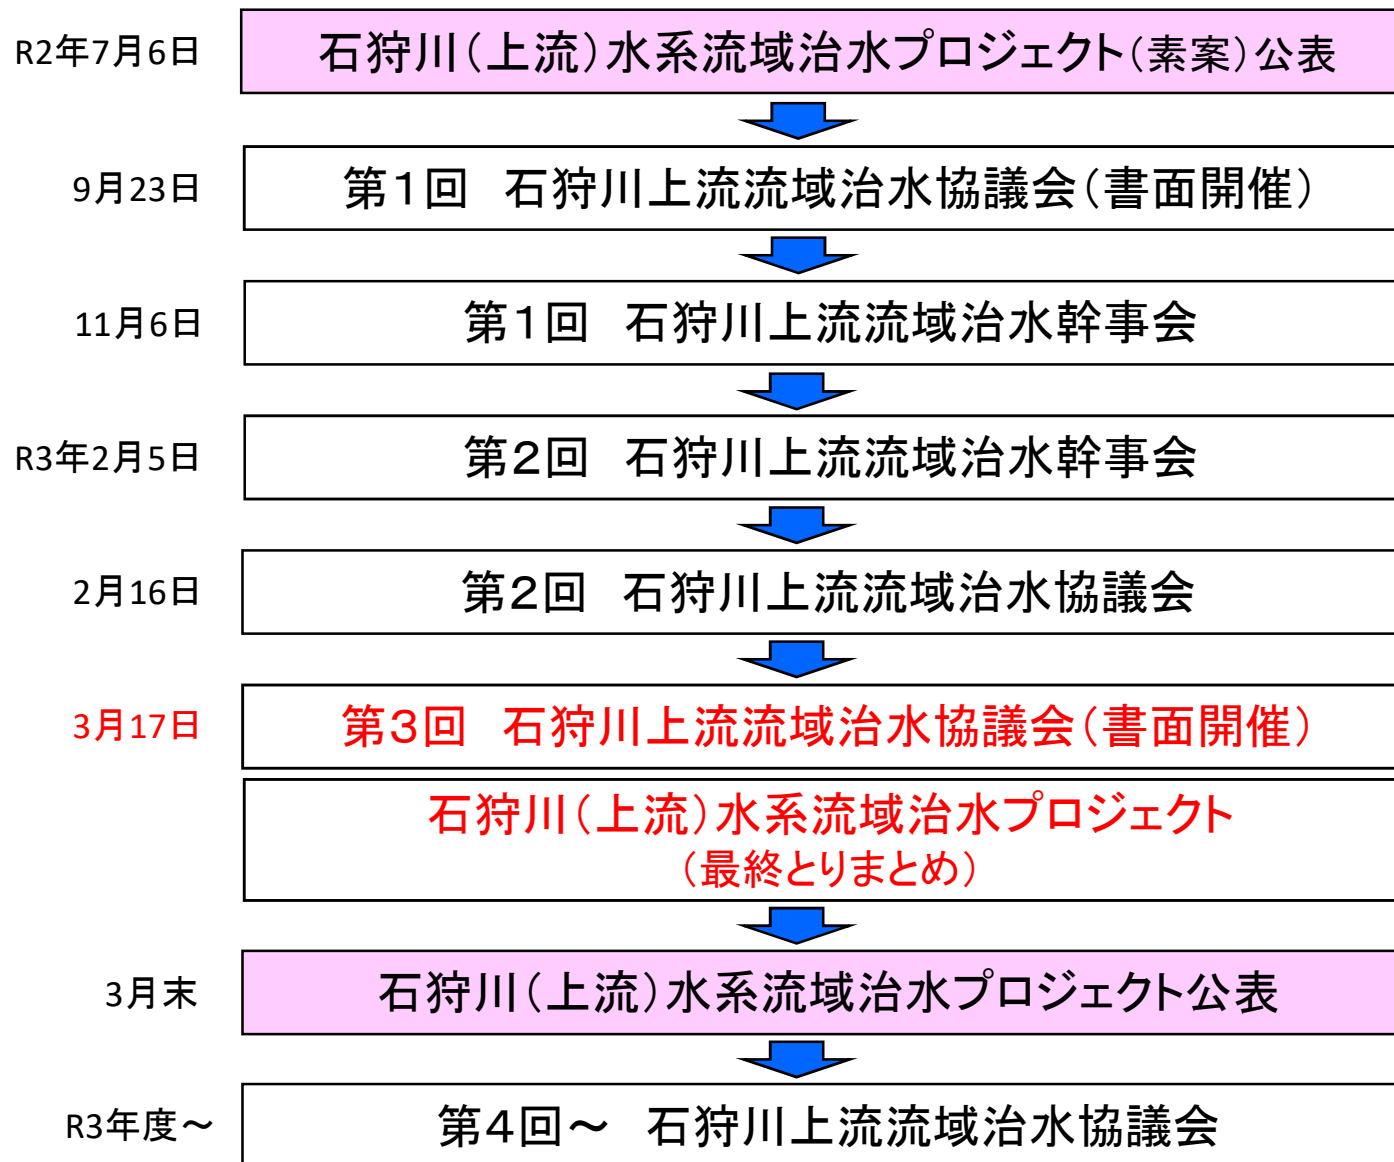 R2年7月6日 石狩川(上流)水系流域治水プロジェクト(素案)公表
9月23日 第1回 石狩川上流流域治水協議会(書面開催)
11月6日 第1回 石狩川上流流域治水幹事会
R3年2月5日 第2回 石狩川上流流域治水幹事会
2月16日 第2回 石狩川上流流域治水協議会
3月17日 第3回 石狩川上流流域治水協議会(書面開催)
石狩川(上流)水系流域治水プロジェクト
(最終とりまとめ)
3月末 石狩川(上流)水系流域治水プロジェクト公表
R3年度～ 第4回～ 石狩川上流流域治水協議会